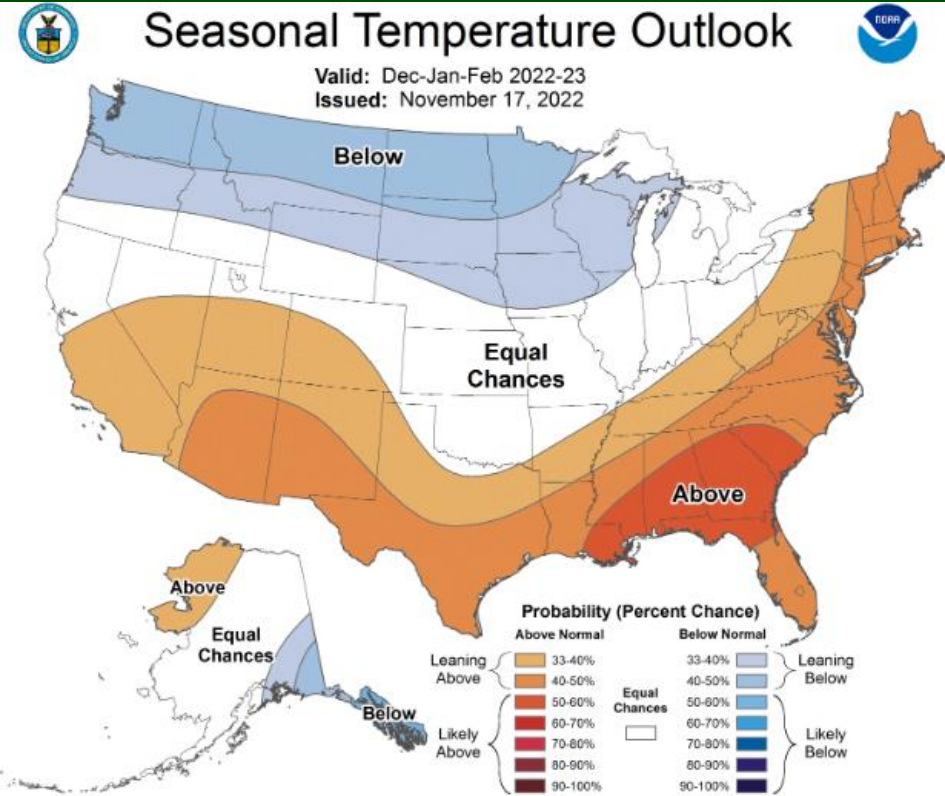 Seasonal Temperature Outlook
NOAA
Valid: Dec-Jan-Feb 2022-23
Issued: November 17, 2022
Below
Equal
Chances
Above
Above
Equal
Chances
Below
Probability (Percent Chance)
Above Normal
Below Normal
Leaning
Above
33-40%
40-50%
Likely
Above
50-60%
60-70%
70-80%
80-90%
90-100%
Equal
Chances
33-40%
40-50%
Leaning
Below
50-60%
60-70%
70-80%
80-90%
90-100%
Likely
Below